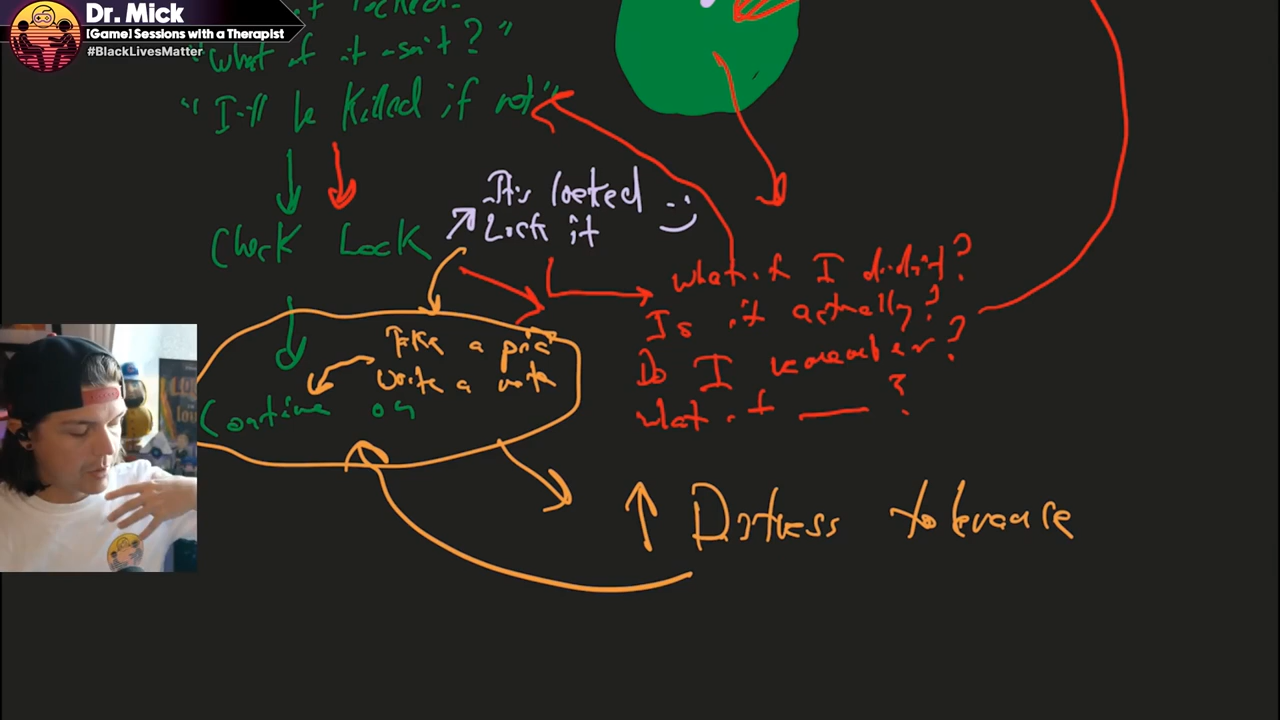 Dr. Mick
[Game] Sessions with a Therapist
#BlackLivesMatter
locked.
"What if it isn't?"
"I'll be killed if not"
It's locked :)
Lock it
Check Lock
What if I didn't?
Is it actually?
Do I remember?
What if ___?
Take a pic
Write a note
Continue on
↑ Distress tolerance